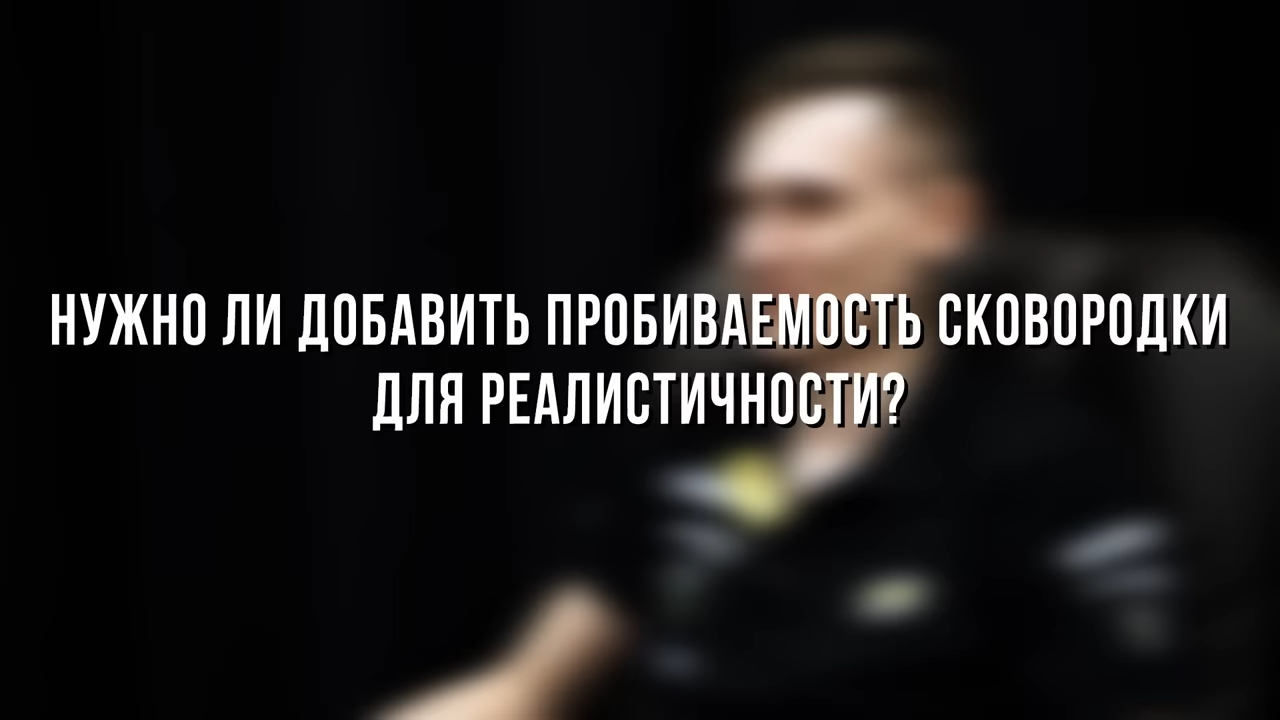 НУЖНО ЛИ ДОБАВИТЬ ПРОБИВАЕМОСТЬ СКОВОРОДКИ
ДЛЯ РЕАЛИСТИЧНОСТИ?